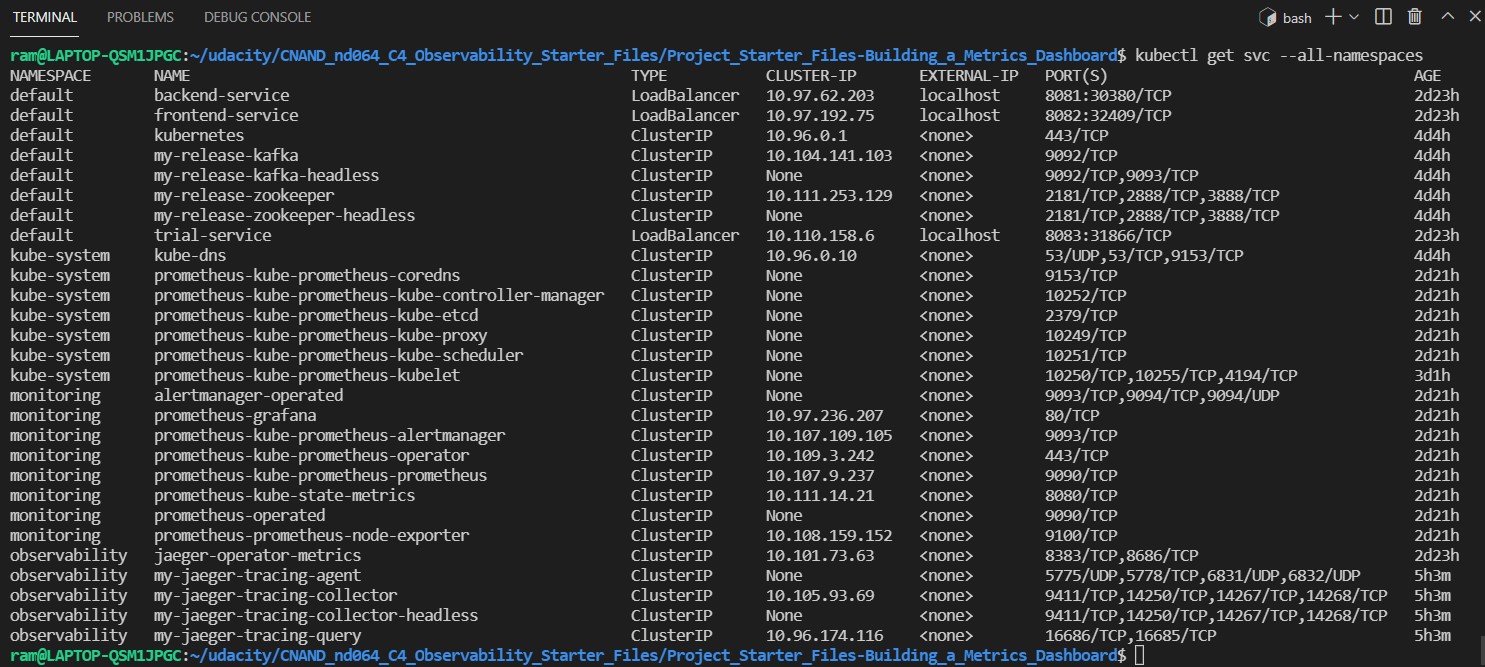 TERMINAL PROBLEMS DEBUG CONSOLE bash
ram@LAPTOP-QSM1JPGC:~/udacity/CNAND_nd064_C4_Observability_Starter_Files/Project_Starter_Files-Building_a_Metrics_Dashboard$ kubectl get svc --all-namespaces
NAMESPACE NAME TYPE CLUSTER-IP EXTERNAL-IP PORT(S) AGE
default backend-service LoadBalancer 10.97.62.203 localhost 8081:30380/TCP 2d23h
default frontend-service LoadBalancer 10.97.192.75 localhost 8082:32409/TCP 2d23h
default kubernetes ClusterIP 10.96.0.1 <none> 443/TCP 4d4h
default my-release-kafka ClusterIP 10.104.141.103 <none> 9092/TCP 4d4h
default my-release-kafka-headless ClusterIP None <none> 9092/TCP,9093/TCP 4d4h
default my-release-zookeeper ClusterIP 10.111.253.129 <none> 2181/TCP,2888/TCP,3888/TCP 4d4h
default my-release-zookeeper-headless ClusterIP None <none> 2181/TCP,2888/TCP,3888/TCP 4d4h
default trial-service LoadBalancer 10.110.158.6 localhost 8083:31866/TCP 2d23h
kube-system kube-dns ClusterIP 10.96.0.10 <none> 53/UDP,53/TCP,9153/TCP 4d4h
kube-system prometheus-kube-prometheus-coredns ClusterIP None <none> 9153/TCP 2d21h
kube-system prometheus-kube-prometheus-kube-controller-manager ClusterIP None <none> 10252/TCP 2d21h
kube-system prometheus-kube-prometheus-kube-etcd ClusterIP None <none> 2379/TCP 2d21h
kube-system prometheus-kube-prometheus-kube-proxy ClusterIP None <none> 10249/TCP 2d21h
kube-system prometheus-kube-prometheus-kube-scheduler ClusterIP None <none> 10251/TCP 2d21h
kube-system prometheus-kube-prometheus-kubelet ClusterIP None <none> 10250/TCP,10255/TCP,4194/TCP 3d1h
monitoring alertmanager-operated ClusterIP None <none> 9093/TCP,9094/TCP,9094/UDP 2d21h
monitoring prometheus-grafana ClusterIP 10.97.236.207 <none> 80/TCP 2d21h
monitoring prometheus-kube-prometheus-alertmanager ClusterIP 10.107.109.105 <none> 9093/TCP 2d21h
monitoring prometheus-kube-prometheus-operator ClusterIP 10.109.3.242 <none> 443/TCP 2d21h
monitoring prometheus-kube-prometheus-prometheus ClusterIP 10.107.9.237 <none> 9090/TCP 2d21h
monitoring prometheus-kube-state-metrics ClusterIP 10.111.14.21 <none> 8080/TCP 2d21h
monitoring prometheus-operated ClusterIP None <none> 9090/TCP 2d21h
monitoring prometheus-prometheus-node-exporter ClusterIP 10.108.159.152 <none> 9100/TCP 2d21h
observability jaeger-operator-metrics ClusterIP 10.101.73.63 <none> 8383/TCP,8686/TCP 2d23h
observability my-jaeger-tracing-agent ClusterIP None <none> 5775/UDP,5778/TCP,6831/UDP,6832/UDP 5h3m
observability my-jaeger-tracing-collector ClusterIP 10.105.93.69 <none> 9411/TCP,14250/TCP,14267/TCP,14268/TCP 5h3m
observability my-jaeger-tracing-collector-headless ClusterIP None <none> 9411/TCP,14250/TCP,14267/TCP,14268/TCP 5h3m
observability my-jaeger-tracing-query ClusterIP 10.96.174.116 <none> 16686/TCP,16685/TCP 5h3m
ram@LAPTOP-QSM1JPGC:~/udacity/CNAND_nd064_C4_Observability_Starter_Files/Project_Starter_Files-Building_a_Metrics_Dashboard$